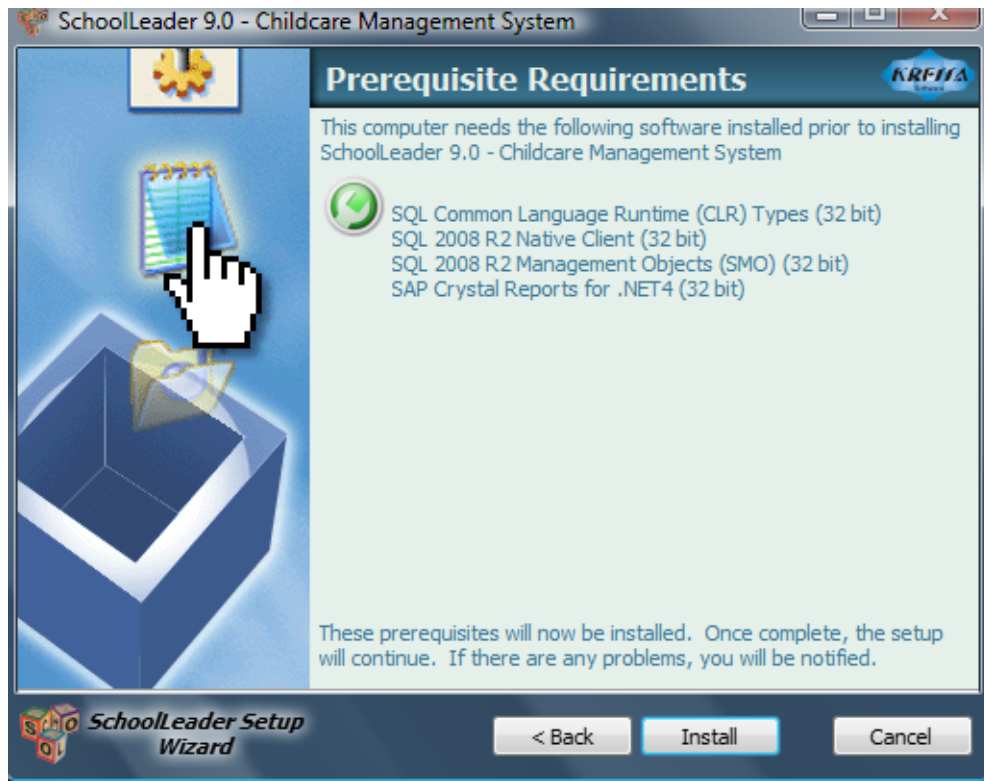 SchoolLeader 9.0 - Childcare Management System
Prerequisite Requirements
KREIIA
This computer needs the following software installed prior to installing
SchoolLeader 9.0 - Childcare Management System
SQL Common Language Runtime (CLR) Types (32 bit)
SQL 2008 R2 Native Client (32 bit)
SQL 2008 R2 Management Objects (SMO) (32 bit)
SAP Crystal Reports for .NET4 (32 bit)
These prerequisites will now be installed.  Once complete, the setup
will continue.  If there are any problems, you will be notified.
SchoolLeader Setup
Wizard
< Back
Install
Cancel